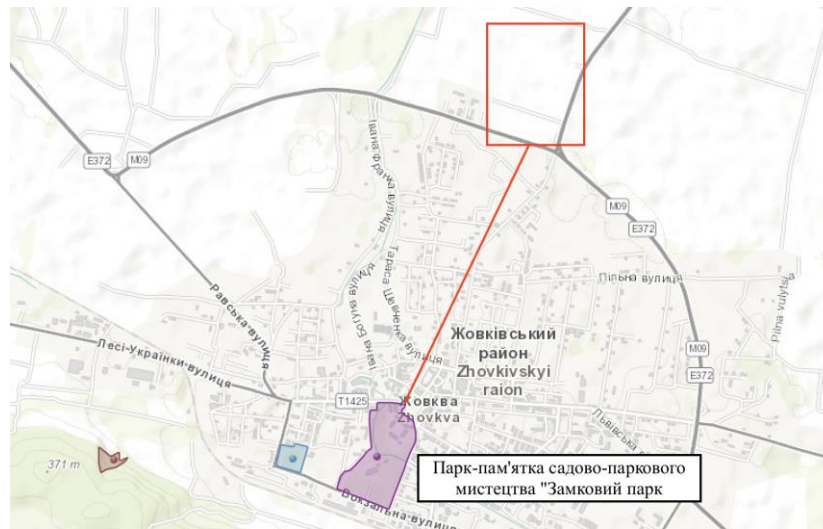 E372
M09
Івана Франка вулиця
M09
E372
Тараса Шевченка вулиця
Пільна вулиця
Pilna vulytsia
Івана Богуна вулиця
Равська вулиця
Лесі Українки вулиця
Жовківський
район
Zhovkivskyi
raion
M09
E372
T1425
Жовква
Zhovkva
Львівська
371 m
Парк-пам'ятка садово-паркового
мистецтва "Замковий парк
Вокзальна вулиця